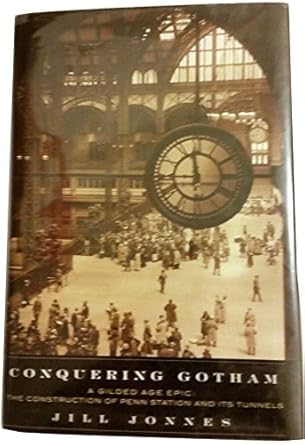 CONQUERING GOTHAM
A GILDED AGE EPIC:
THE CONSTRUCTION OF PENN STATION AND ITS TUNNELS
JILL JONNES